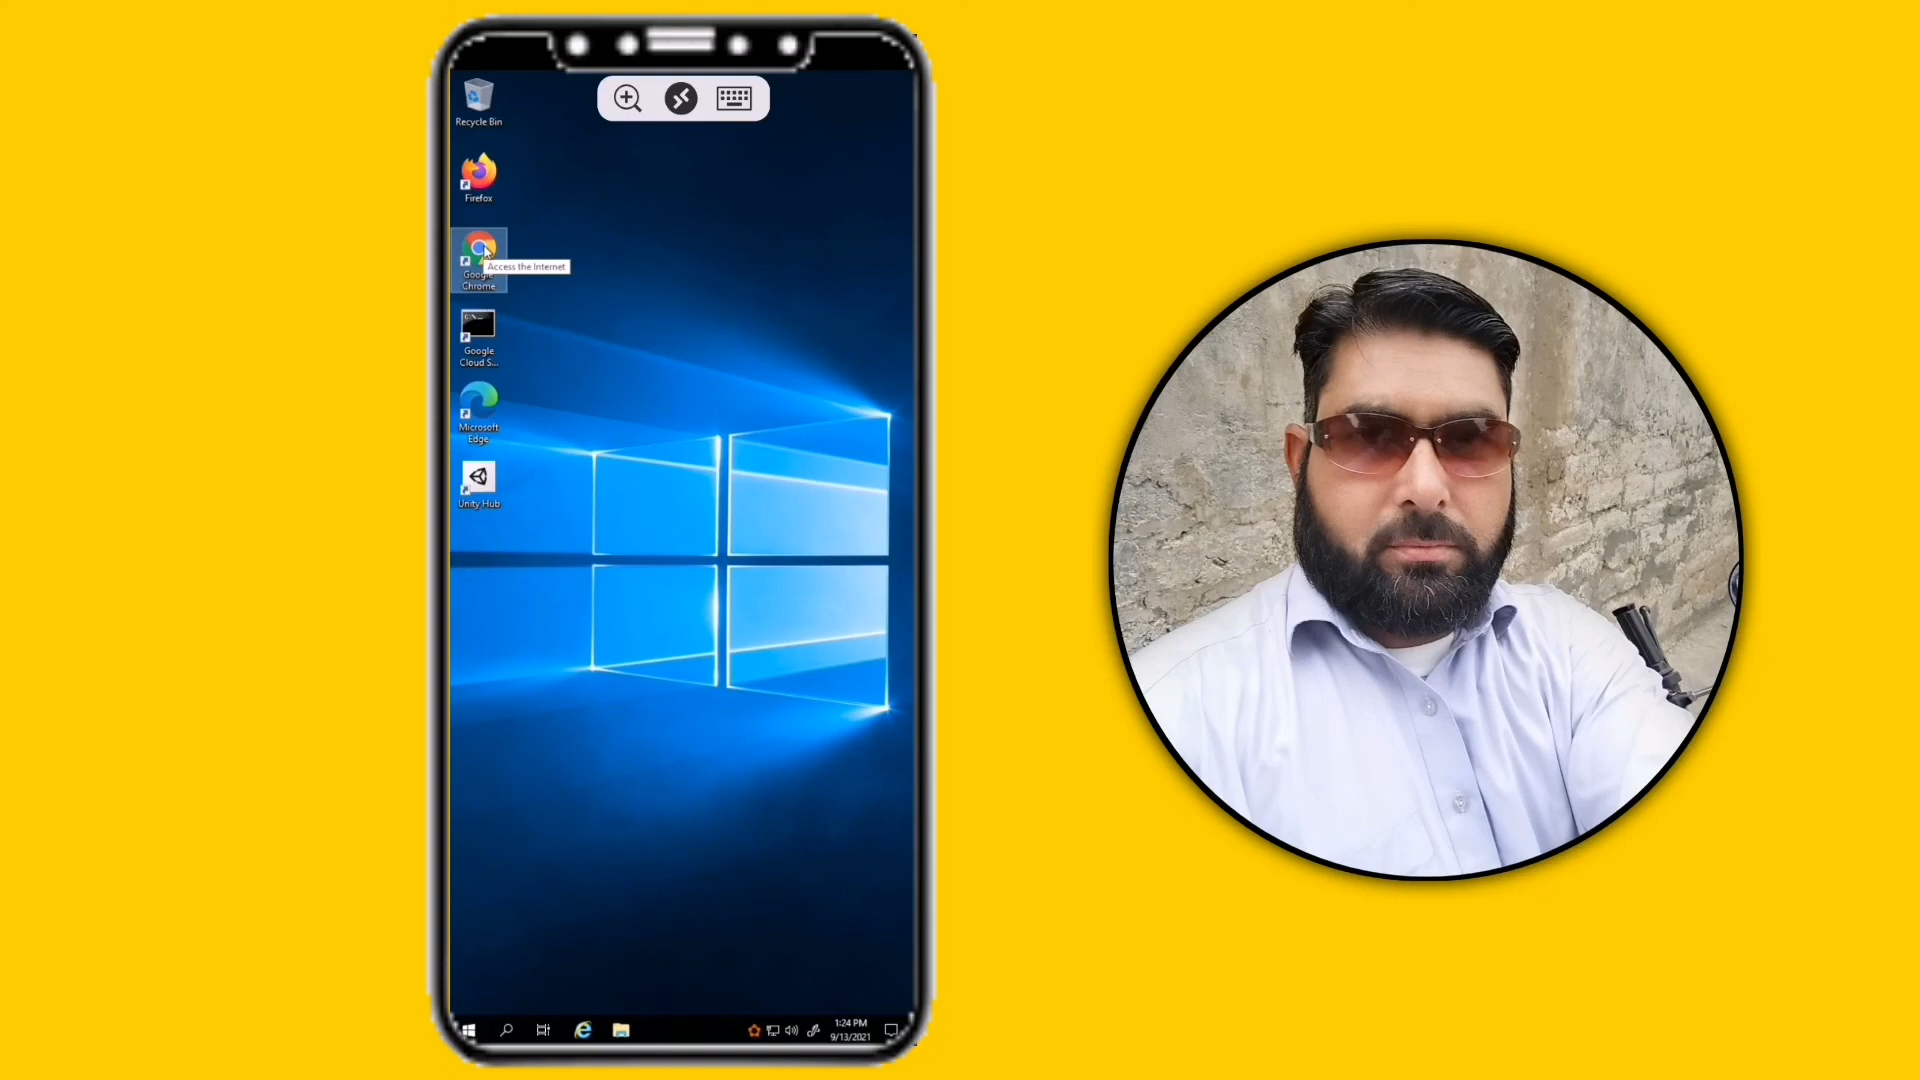 Recycle Bin
Firefox
Access the Internet
Google
Chrome
Google
Cloud S...
Microsoft
Edge
Unity Hub
1:24 PM
9/13/2021